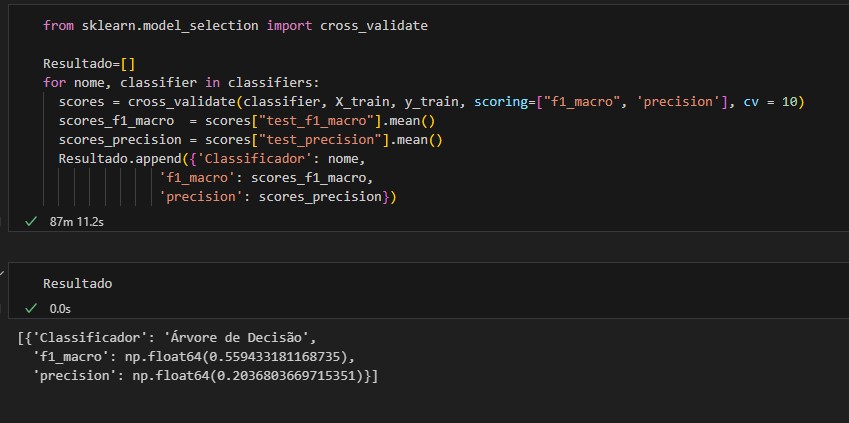 from sklearn.model_selection import cross_validate
Resultado=[]
for nome, classifier in classifiers:
scores = cross_validate(classifier, X_train, y_train, scoring=["f1_macro", 'precision'], cv = 10)
scores_f1_macro  = scores["test_f1_macro"].mean()
scores_precision = scores["test_precision"].mean()
Resultado.append({'Classificador': nome,
'f1_macro': scores_f1_macro,
'precision': scores_precision})
87m 11.2s
Resultado
0.0s
[{'Classificador': 'Árvore de Decisão',
'f1_macro': np.float64(0.559433181168735),
'precision': np.float64(0.2036803669715351)}]